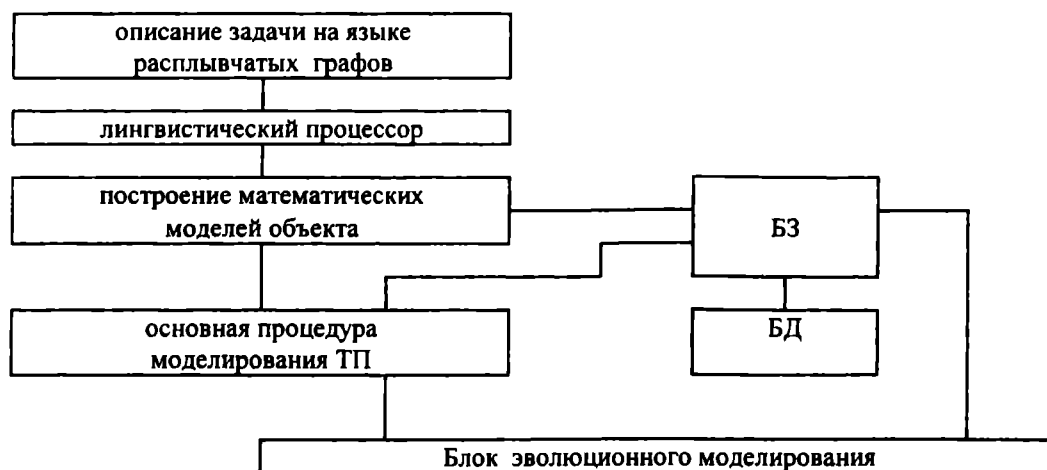 описание задачи на языке
расплывчатых графов
лингвистический процессор
построение математических
моделей объекта
БЗ
основная процедура
моделирования ТП
БД
Блок эволюционного моделирования